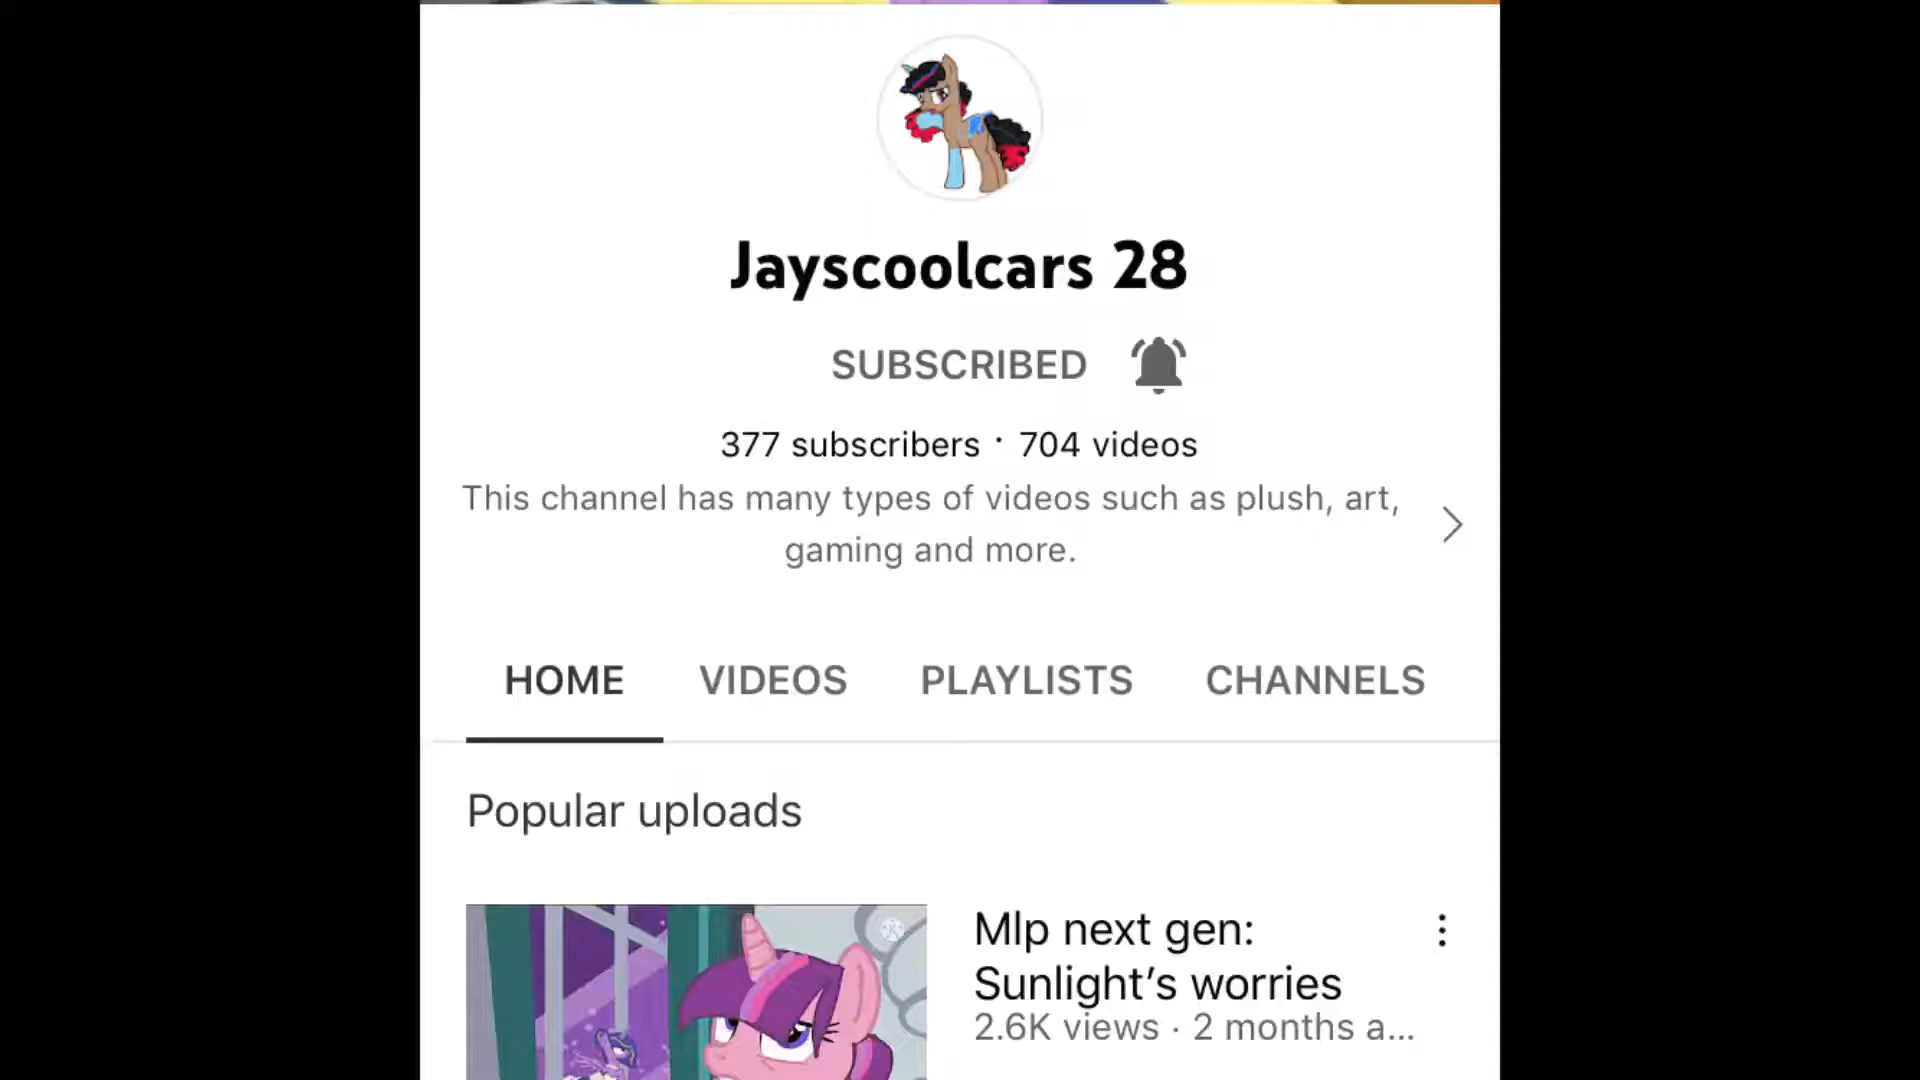 Jayscoolcars 28
SUBSCRIBED
377 subscribers · 704 videos
This channel has many types of videos such as plush, art,
gaming and more.
HOME VIDEOS PLAYLISTS CHANNELS
Popular uploads
Mlp next gen:
Sunlight’s worries
2.6K views · 2 months a...